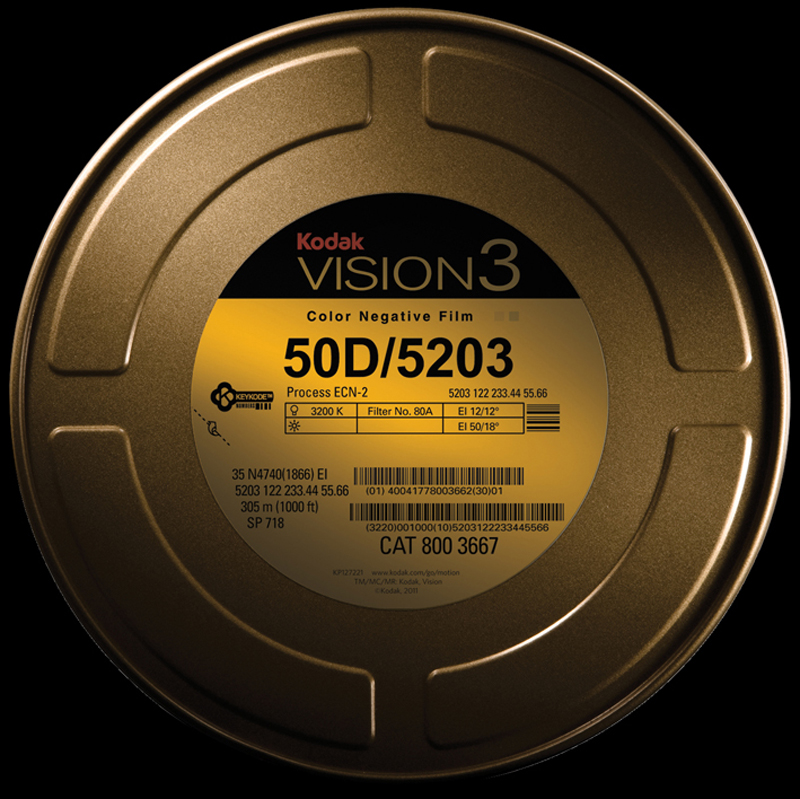 Kodak
VISION3
Color Negative Film
50D/5203
Process ECN-2
5203 122 233.44 55.66
KEYKODE™
NUMBERS
3200 K Filter No. 80A EI 12/12°
EI 50/18°
35 N4740(1866) EI
5203 122 233.44 55.66
305 m (1000 ft)
SP 718
(01) 40041778003662(30)01
(3220)001000(10)5203122233445566
CAT 800 3667
KP127221 www.kodak.com/go/motion
TM/MC/MR: Kodak, Vision
©Kodak, 2011